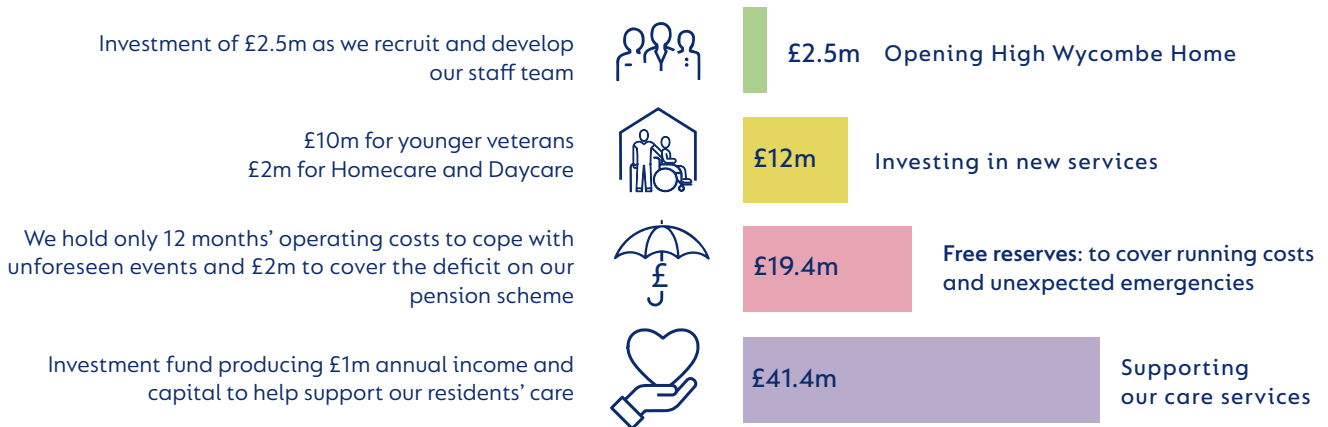 Investment of £2.5m as we recruit and develop
our staff team
£2.5m
Opening High Wycombe Home
£10m for younger veterans
£2m for Homecare and Daycare
£12m
Investing in new services
We hold only 12 months’ operating costs to cope with
unforeseen events and £2m to cover the deficit on our
pension scheme
£
£19.4m
Free reserves: to cover running costs
and unexpected emergencies
Investment fund producing £1m annual income and
capital to help support our residents’ care
£41.4m
Supporting
our care services